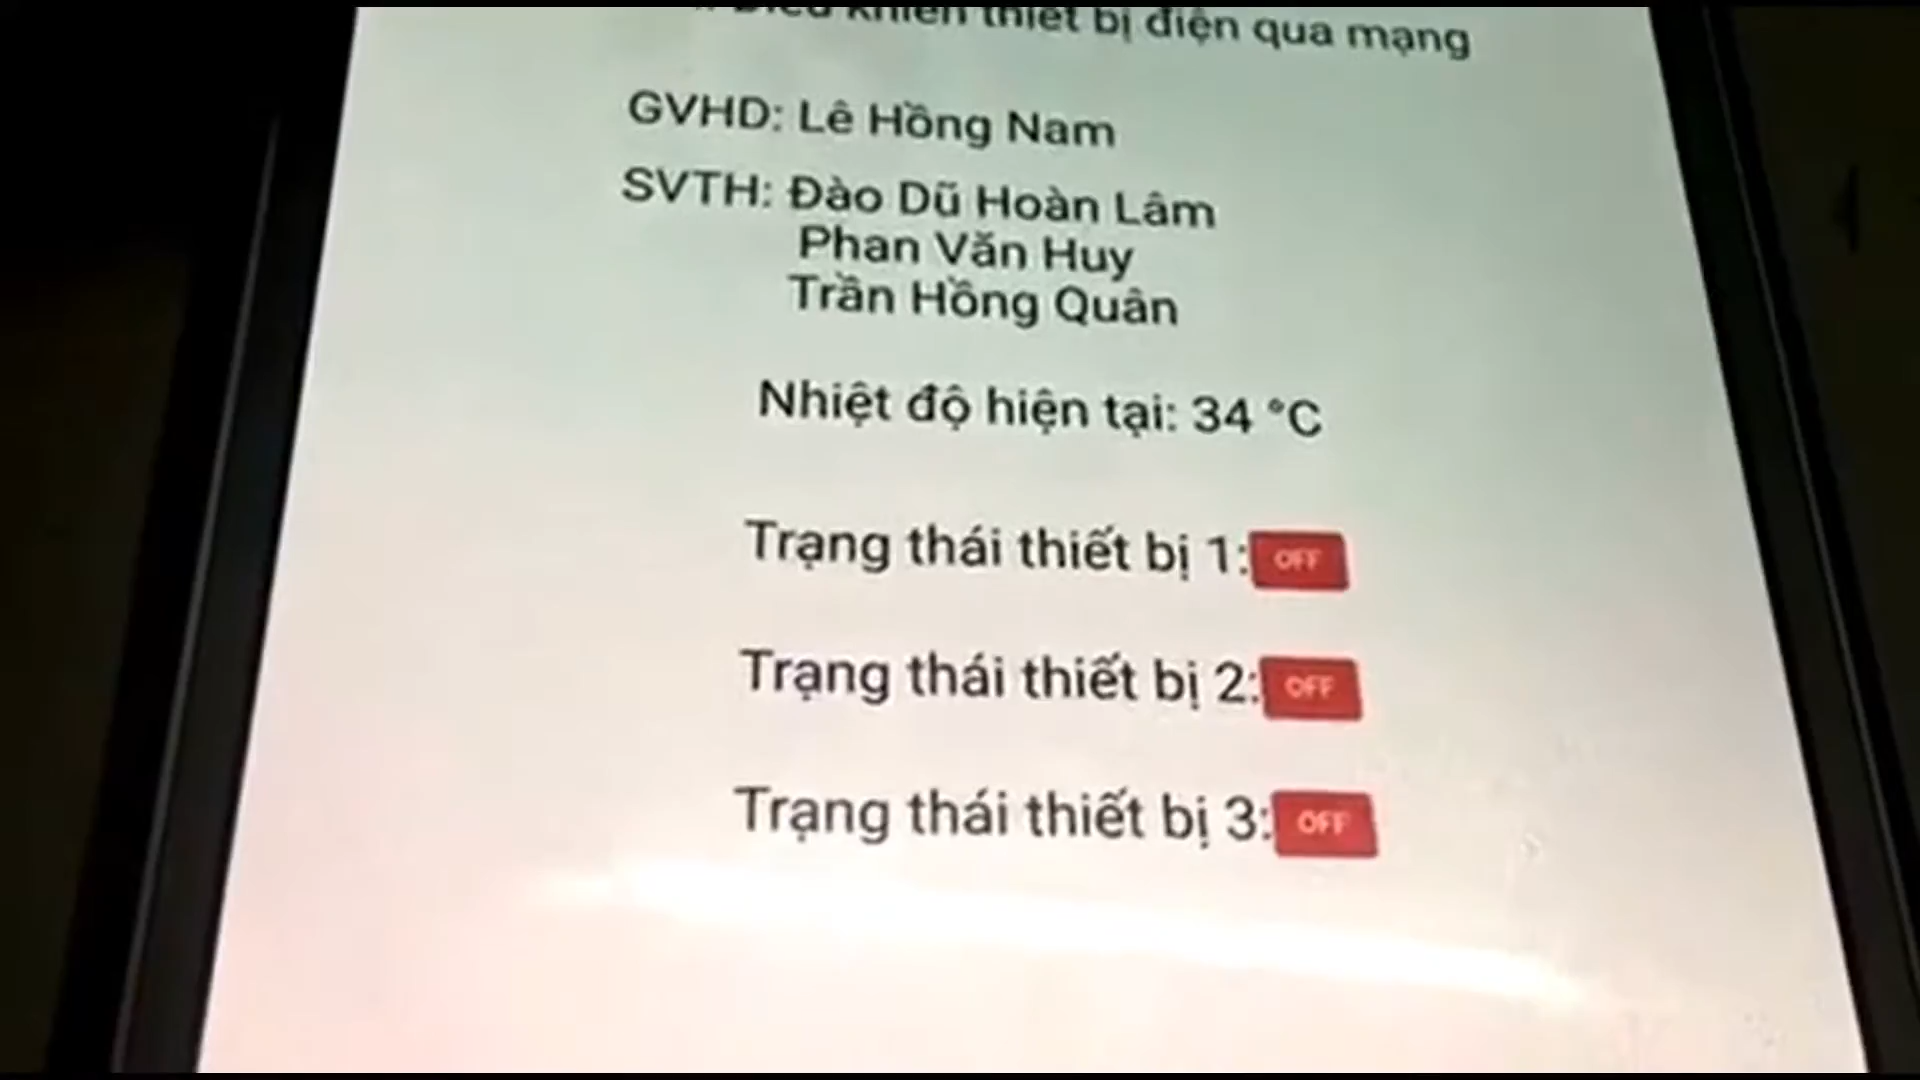 khiển thiết bị điện qua mạng
GVHD: Lê Hồng Nam
SVTH: Đào Dũ Hoàn Lâm
Phan Văn Huy
Trần Hồng Quân
Nhiệt độ hiện tại: 34 °C
Trạng thái thiết bị 1: OFF
Trạng thái thiết bị 2: OFF
Trạng thái thiết bị 3: OFF